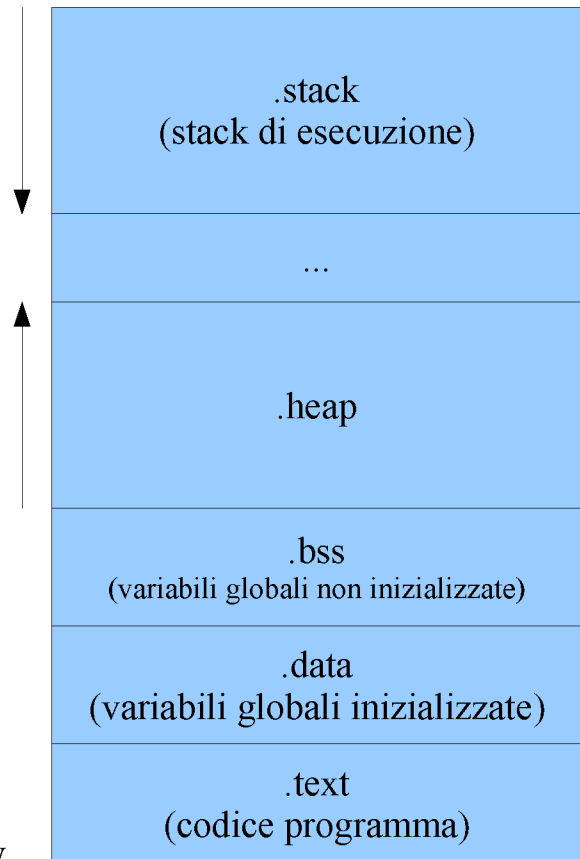 .stack
(stack di esecuzione)
...
.heap
.bss
(variabili globali non inizializzate)
.data
(variabili globali inizializzate)
.text
(codice programma)